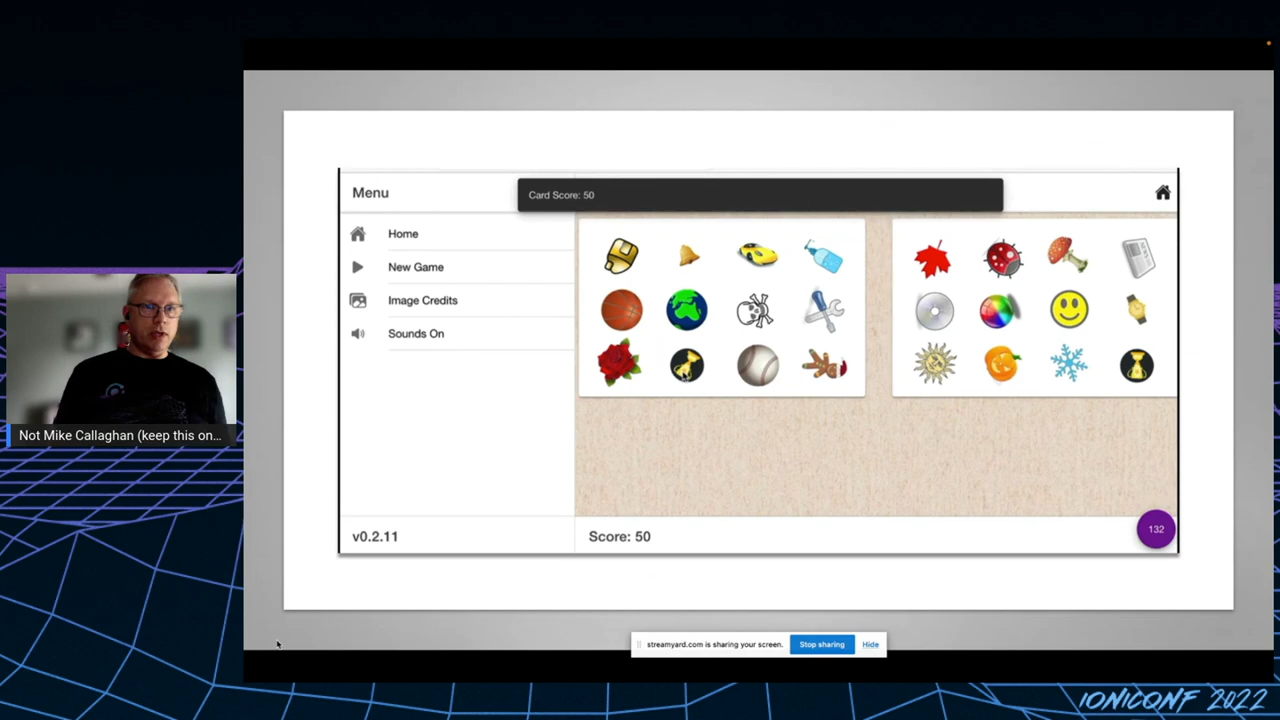 Menu
Card Score: 50
Home
New Game
Image Credits
Sounds On
v0.2.11
Score: 50
132
Not Mike Callaghan (keep this on...
streamyard.com is sharing your screen.
Stop sharing
Hide
IONICONF 2022